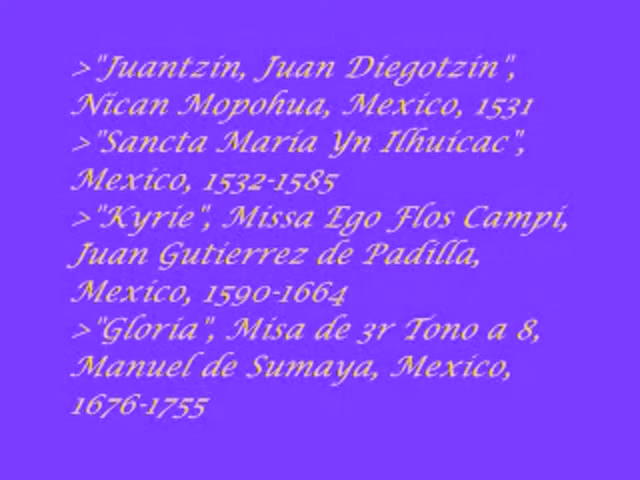 >"Juantzin, Juan Diegotzin",
Nican Mopohua, Mexico, 1531
>"Sancta Maria Yn Ilhuicac",
Mexico, 1532-1585
>"Kyrie", Missa Ego Flos Campi,
Juan Gutierrez de Padilla,
Mexico, 1590-1664
>"Gloria", Misa de 3r Tono a 8,
Manuel de Sumaya, Mexico,
1676-1755